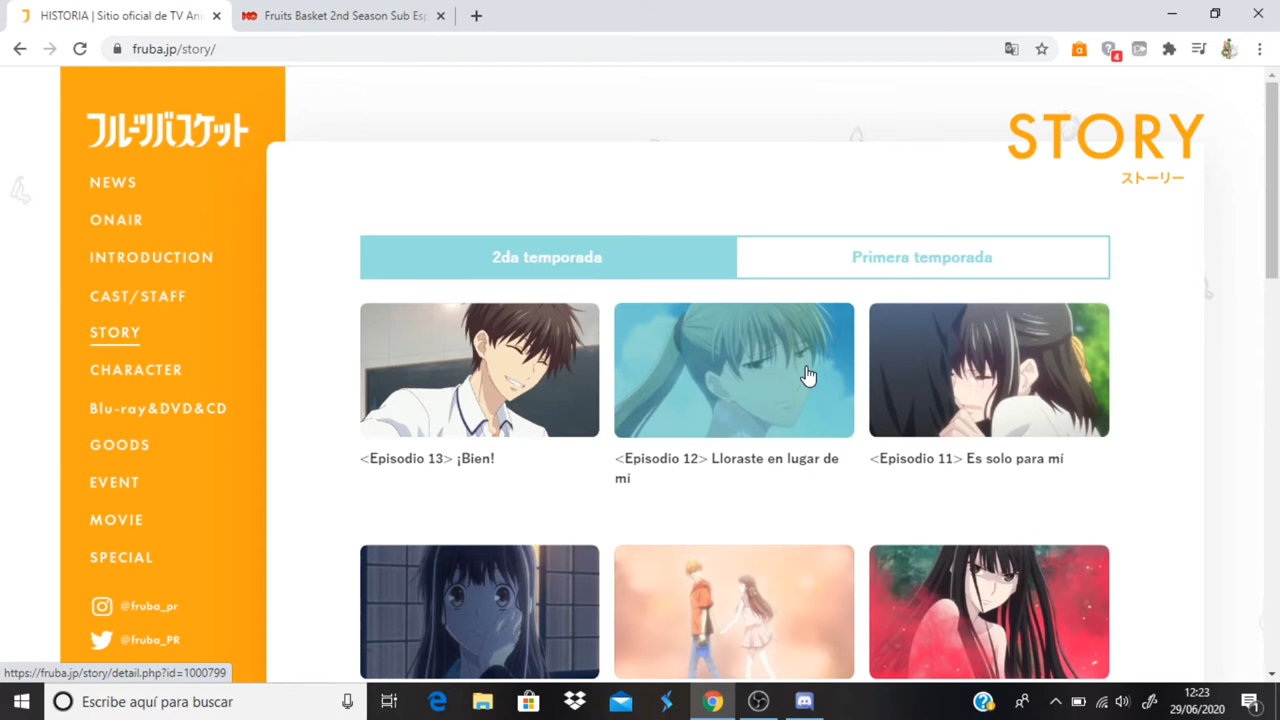 HISTORIA | Sitio oficial de TV Ani
Fruits Basket 2nd Season Sub Esp
fruba.jp/story/
4
フルーツバスケット
NEWS
ONAIR
INTRODUCTION
CAST/STAFF
STORY
CHARACTER
Blu-ray&DVD&CD
GOODS
EVENT
MOVIE
SPECIAL
@fruba_pr
@fruba_PR
STORY
ストーリー
2da temporada
Primera temporada
<Episodio 13> ¡Bien!
<Episodio 12> Lloraste en lugar de
mí
<Episodio 11> Es solo para mí
https://fruba.jp/story/detail.php?id=1000799
Escribe aquí para buscar
12:23
29/06/2020
1